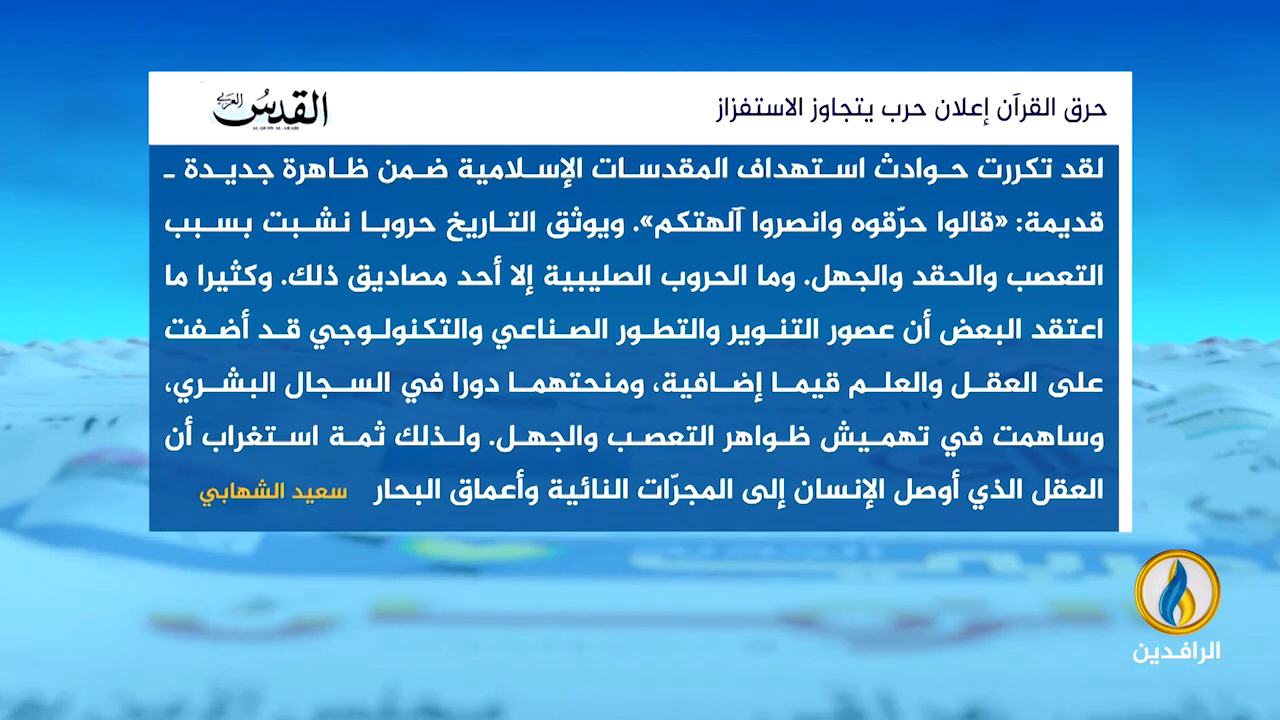 حرق القرآن إعلان حرب يتجاوز الاستفزاز
القدس العربي
AL-QUDS AL-ARABI
لقد تكررت حوادث استهداف المقدسات الإسلامية ضمن ظاهرة جديدة ـ
قديمة: «قالوا حرّقوه وانصروا آلهتكم». ويوثق التاريخ حروبا نشبت بسبب
التعصب والحقد والجهل. وما الحروب الصليبية إلا أحد مصاديق ذلك. وكثيرا ما
اعتقد البعض أن عصور التنوير والتطور الصناعي والتكنولوجي قد أضفت
على العقل والعلم قيما إضافية، ومنحتهما دورا في السجال البشري،
وساهمت في تهميش ظواهر التعصب والجهل. ولذلك ثمة استغراب أن
العقل الذي أوصل الإنسان إلى المجرّات النائية وأعماق البحار
سعيد الشهابي
الرافدين